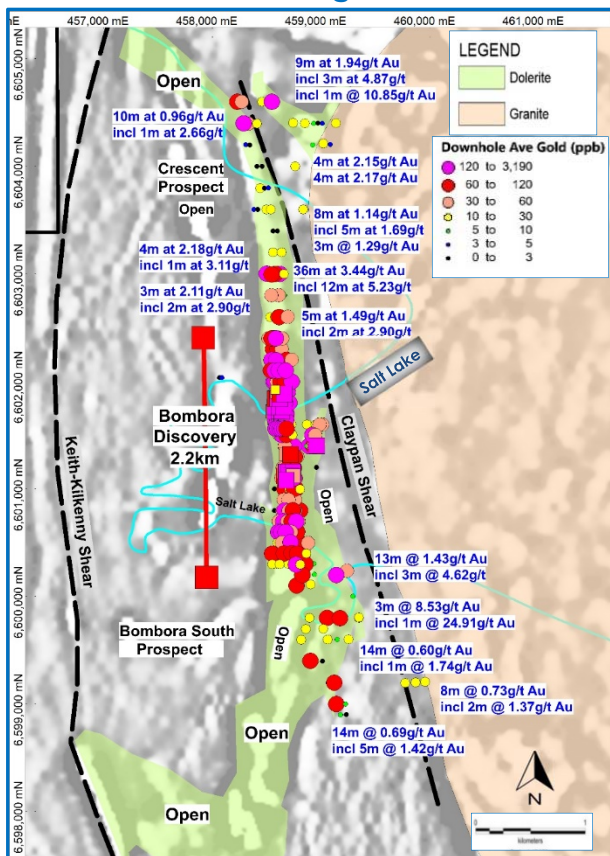 457,000 mE
458,000 mE
459,000 mE
460,000 mE
461,000 mE
6,605,000 mN
6,604,000 mN
6,603,000 mN
6,602,000 mN
6,601,000 mN
6,600,000 mN
6,599,000 mN
6,598,000 mN
LEGEND
Dolerite
Granite
Downhole Ave Gold (ppb)
120 to 3,190
60 to 120
30 to 60
10 to 30
5 to 10
3 to 5
0 to 3
Open
9m at 1.94g/t Au
incl 3m at 4.87g/t
incl 1m @ 10.85g/t Au
10m at 0.96g/t Au
incl 1m at 2.66g/t
Crescent
Prospect
4m at 2.15g/t Au
4m at 2.17g/t Au
Open
8m at 1.14g/t Au
incl 5m at 1.69g/t
3m @ 1.29g/t Au
4m at 2.18g/t Au
incl 1m at 3.11g/t
36m at 3.44g/t Au
incl 12m at 5.23g/t
3m at 2.11g/t Au
incl 2m at 2.90g/t
5m at 1.49g/t Au
incl 2m at 2.90g/t
Salt Lake
Bombora
Discovery
2.2km
Keith-Kilkenny Shear
Claypan Shear
Salt Lake
Open
13m @ 1.43g/t Au
incl 3m @ 4.62g/t
3m @ 8.53g/t Au
incl 1m @ 24.91g/t Au
Bombora South
Prospect
Open
14m @ 0.60g/t Au
incl 1m @ 1.74g/t Au
8m @ 0.73g/t Au
incl 2m @ 1.37g/t Au
Open
14m @ 0.69g/t Au
incl 5m @ 1.42g/t Au
Open
N
0
1
kilometers